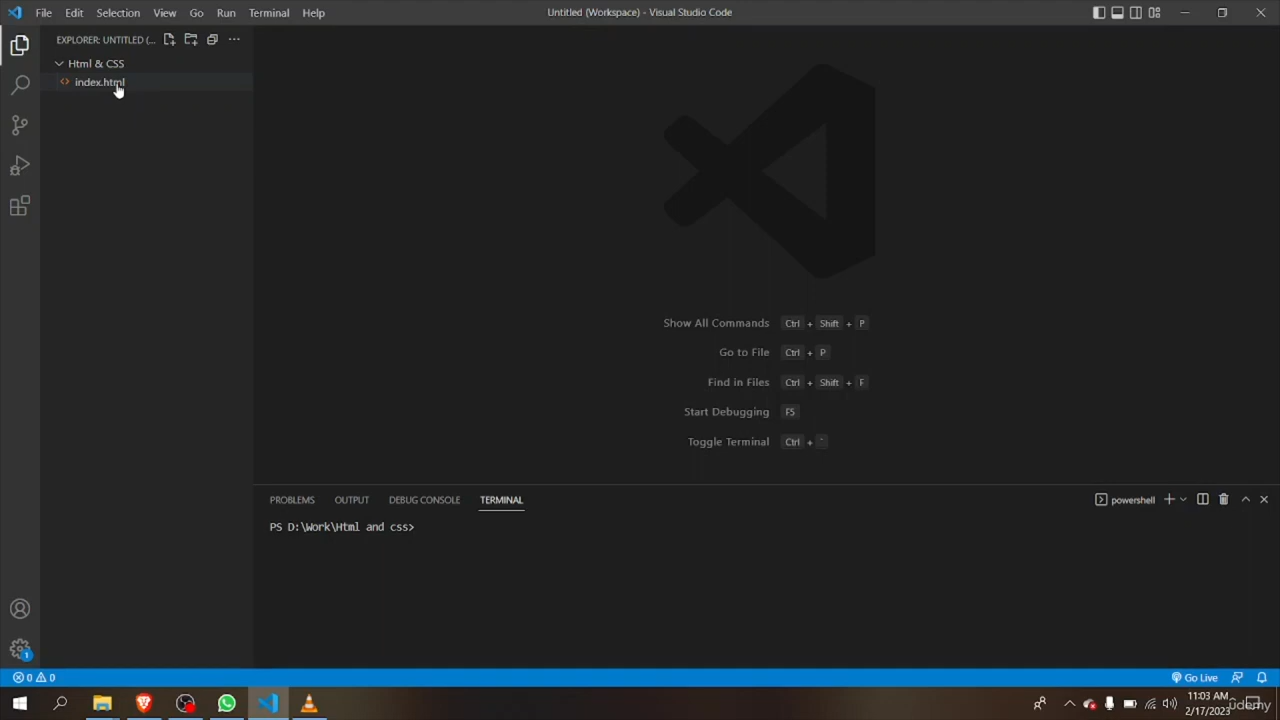 File Edit Selection View Go Run Terminal Help
Untitled (Workspace) - Visual Studio Code
EXPLORER: UNTITLED (...
Html & CSS
<> index.html
Show All Commands Ctrl + Shift + P
Go to File Ctrl + P
Find in Files Ctrl + Shift + F
Start Debugging F5
Toggle Terminal Ctrl + `
PROBLEMS OUTPUT DEBUG CONSOLE TERMINAL
powershell
PS D:\Work\Html and css>
1
0 0
Go Live
11:03 AM
2/17/2023
Udemy